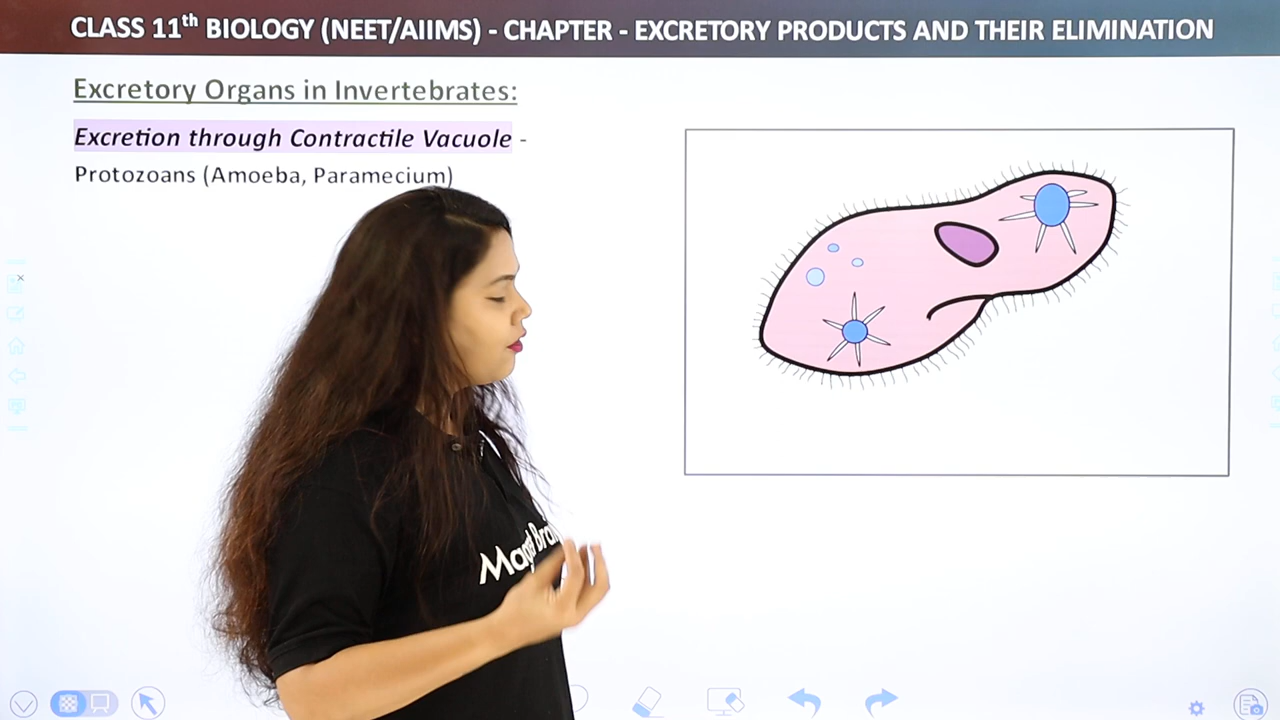 CLASS 11th BIOLOGY (NEET/AIIMS) - CHAPTER - EXCRETORY PRODUCTS AND THEIR ELIMINATION
Excretory Organs in Invertebrates:
Excretion through Contractile Vacuole -
Protozoans (Amoeba, Paramecium)